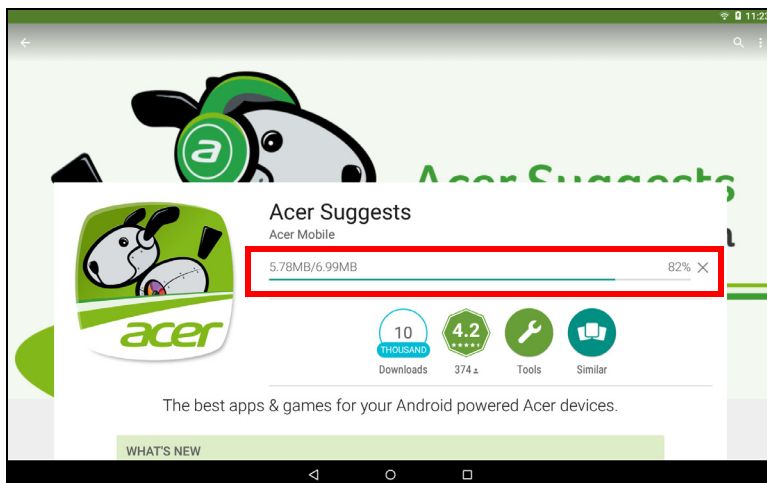 11:23
a
Acer Suggests
Acer Suggests
Acer Mobile
5.78MB/6.99MB 82%
acer
10
THOUSAND
Downloads
4.2
374
Tools
Similar
The best apps & games for your Android powered Acer devices.
WHAT'S NEW